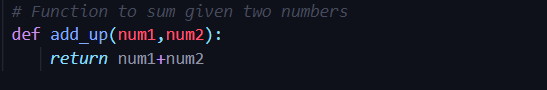 # Function to sum given two numbers
def add_up(num1,num2):
    return num1+num2